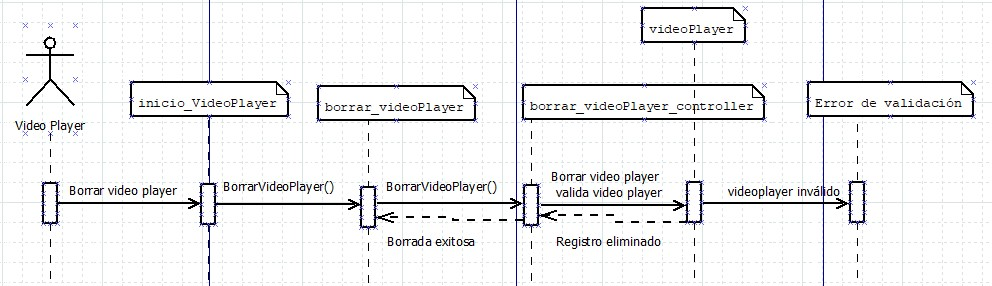 videoPlayer
inicio_VideoPlayer
borrar_videoPlayer
borrar_videoPlayer_controller
Error de validación
Video Player
Borrar video player
BorrarVideoPlayer()
BorrarVideoPlayer()
Borrar video player
valida video player
videoplayer inválido
Borrada exitosa
Registro eliminado